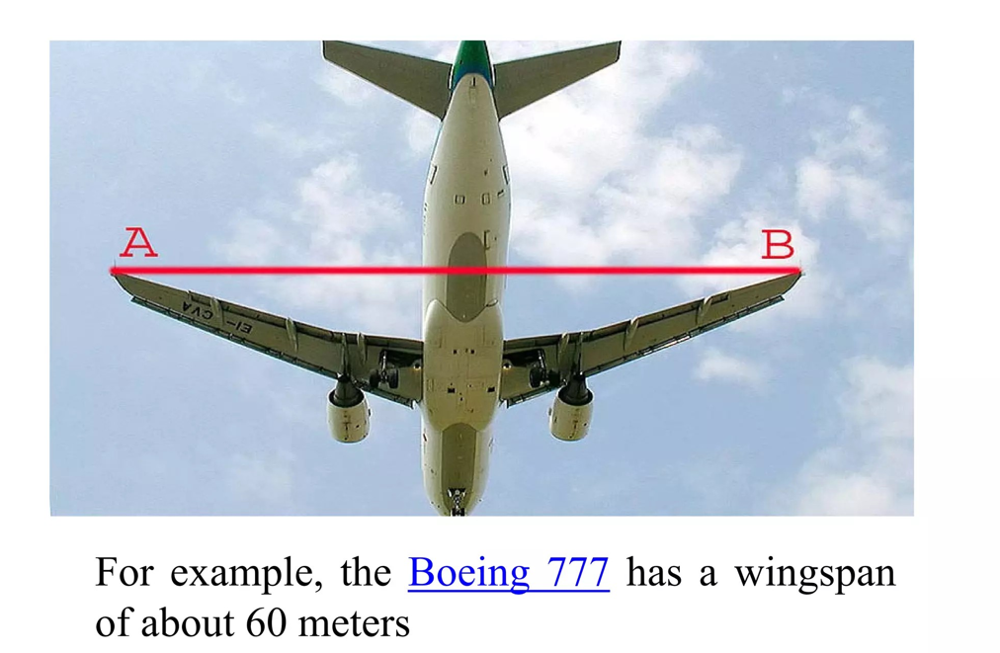 A B
EI-CVA
For example, the Boeing 777 has a wingspan
of about 60 meters